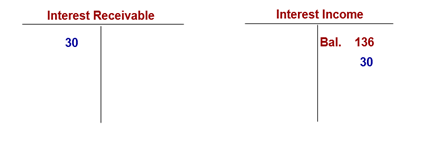 Interest Receivable
30
Interest Income
Bal. 136
30